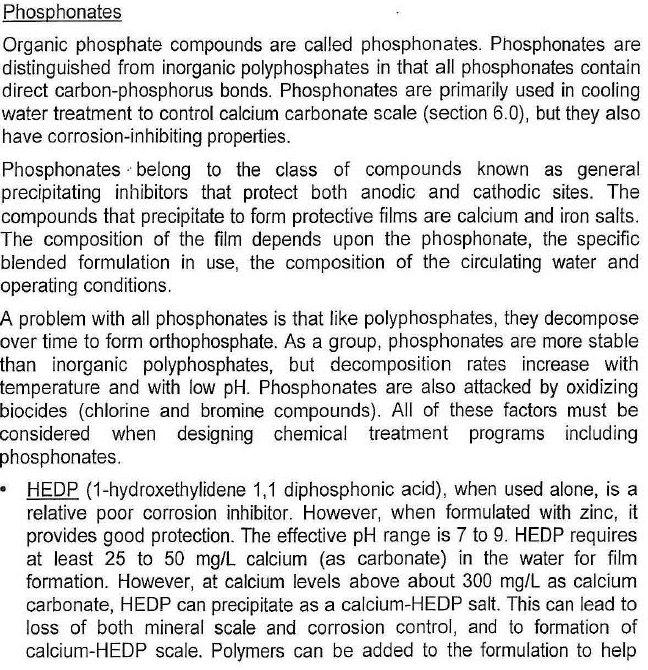 Phosphonates
Organic phosphate compounds are called phosphonates. Phosphonates are
distinguished from inorganic polyphosphates in that all phosphonates contain
direct carbon-phosphorus bonds. Phosphonates are primarily used in cooling
water treatment to control calcium carbonate scale (section 6.0), but they also
have corrosion-inhibiting properties.
Phosphonates belong to the class of compounds known as general
precipitating inhibitors that protect both anodic and cathodic sites. The
compounds that precipitate to form protective films are calcium and iron salts.
The composition of the film depends upon the phosphonate, the specific
blended formulation in use, the composition of the circulating water and
operating conditions.
A problem with all phosphonates is that like polyphosphates, they decompose
over time to form orthophosphate. As a group, phosphonates are more stable
than inorganic polyphosphates, but decomposition rates increase with
temperature and with low pH. Phosphonates are also attacked by oxidizing
biocides (chlorine and bromine compounds). All of these factors must be
considered when designing chemical treatment programs including
phosphonates.
• HEDP (1-hydroxethylidene 1,1 diphosphonic acid), when used alone, is a
relative poor corrosion inhibitor. However, when formulated with zinc, it
provides good protection. The effective pH range is 7 to 9. HEDP requires
at least 25 to 50 mg/L calcium (as carbonate) in the water for film
formation. However, at calcium levels above about 300 mg/L as calcium
carbonate, HEDP can precipitate as a calcium-HEDP salt. This can lead to
loss of both mineral scale and corrosion control, and to formation of
calcium-HEDP scale. Polymers can be added to the formulation to help